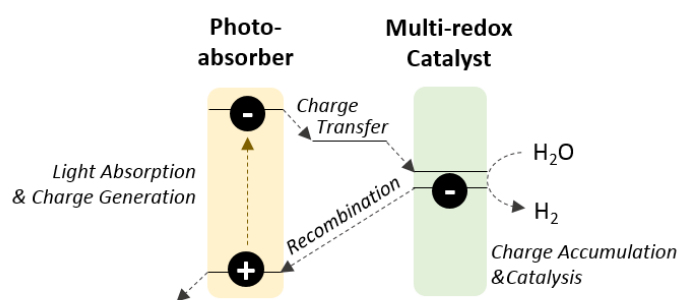 Photo-
absorber
Multi-redox
Catalyst
-
Charge
Transfer
Light Absorption
& Charge Generation
H₂O
-
Recombination
H₂
+
Charge Accumulation
&Catalysis